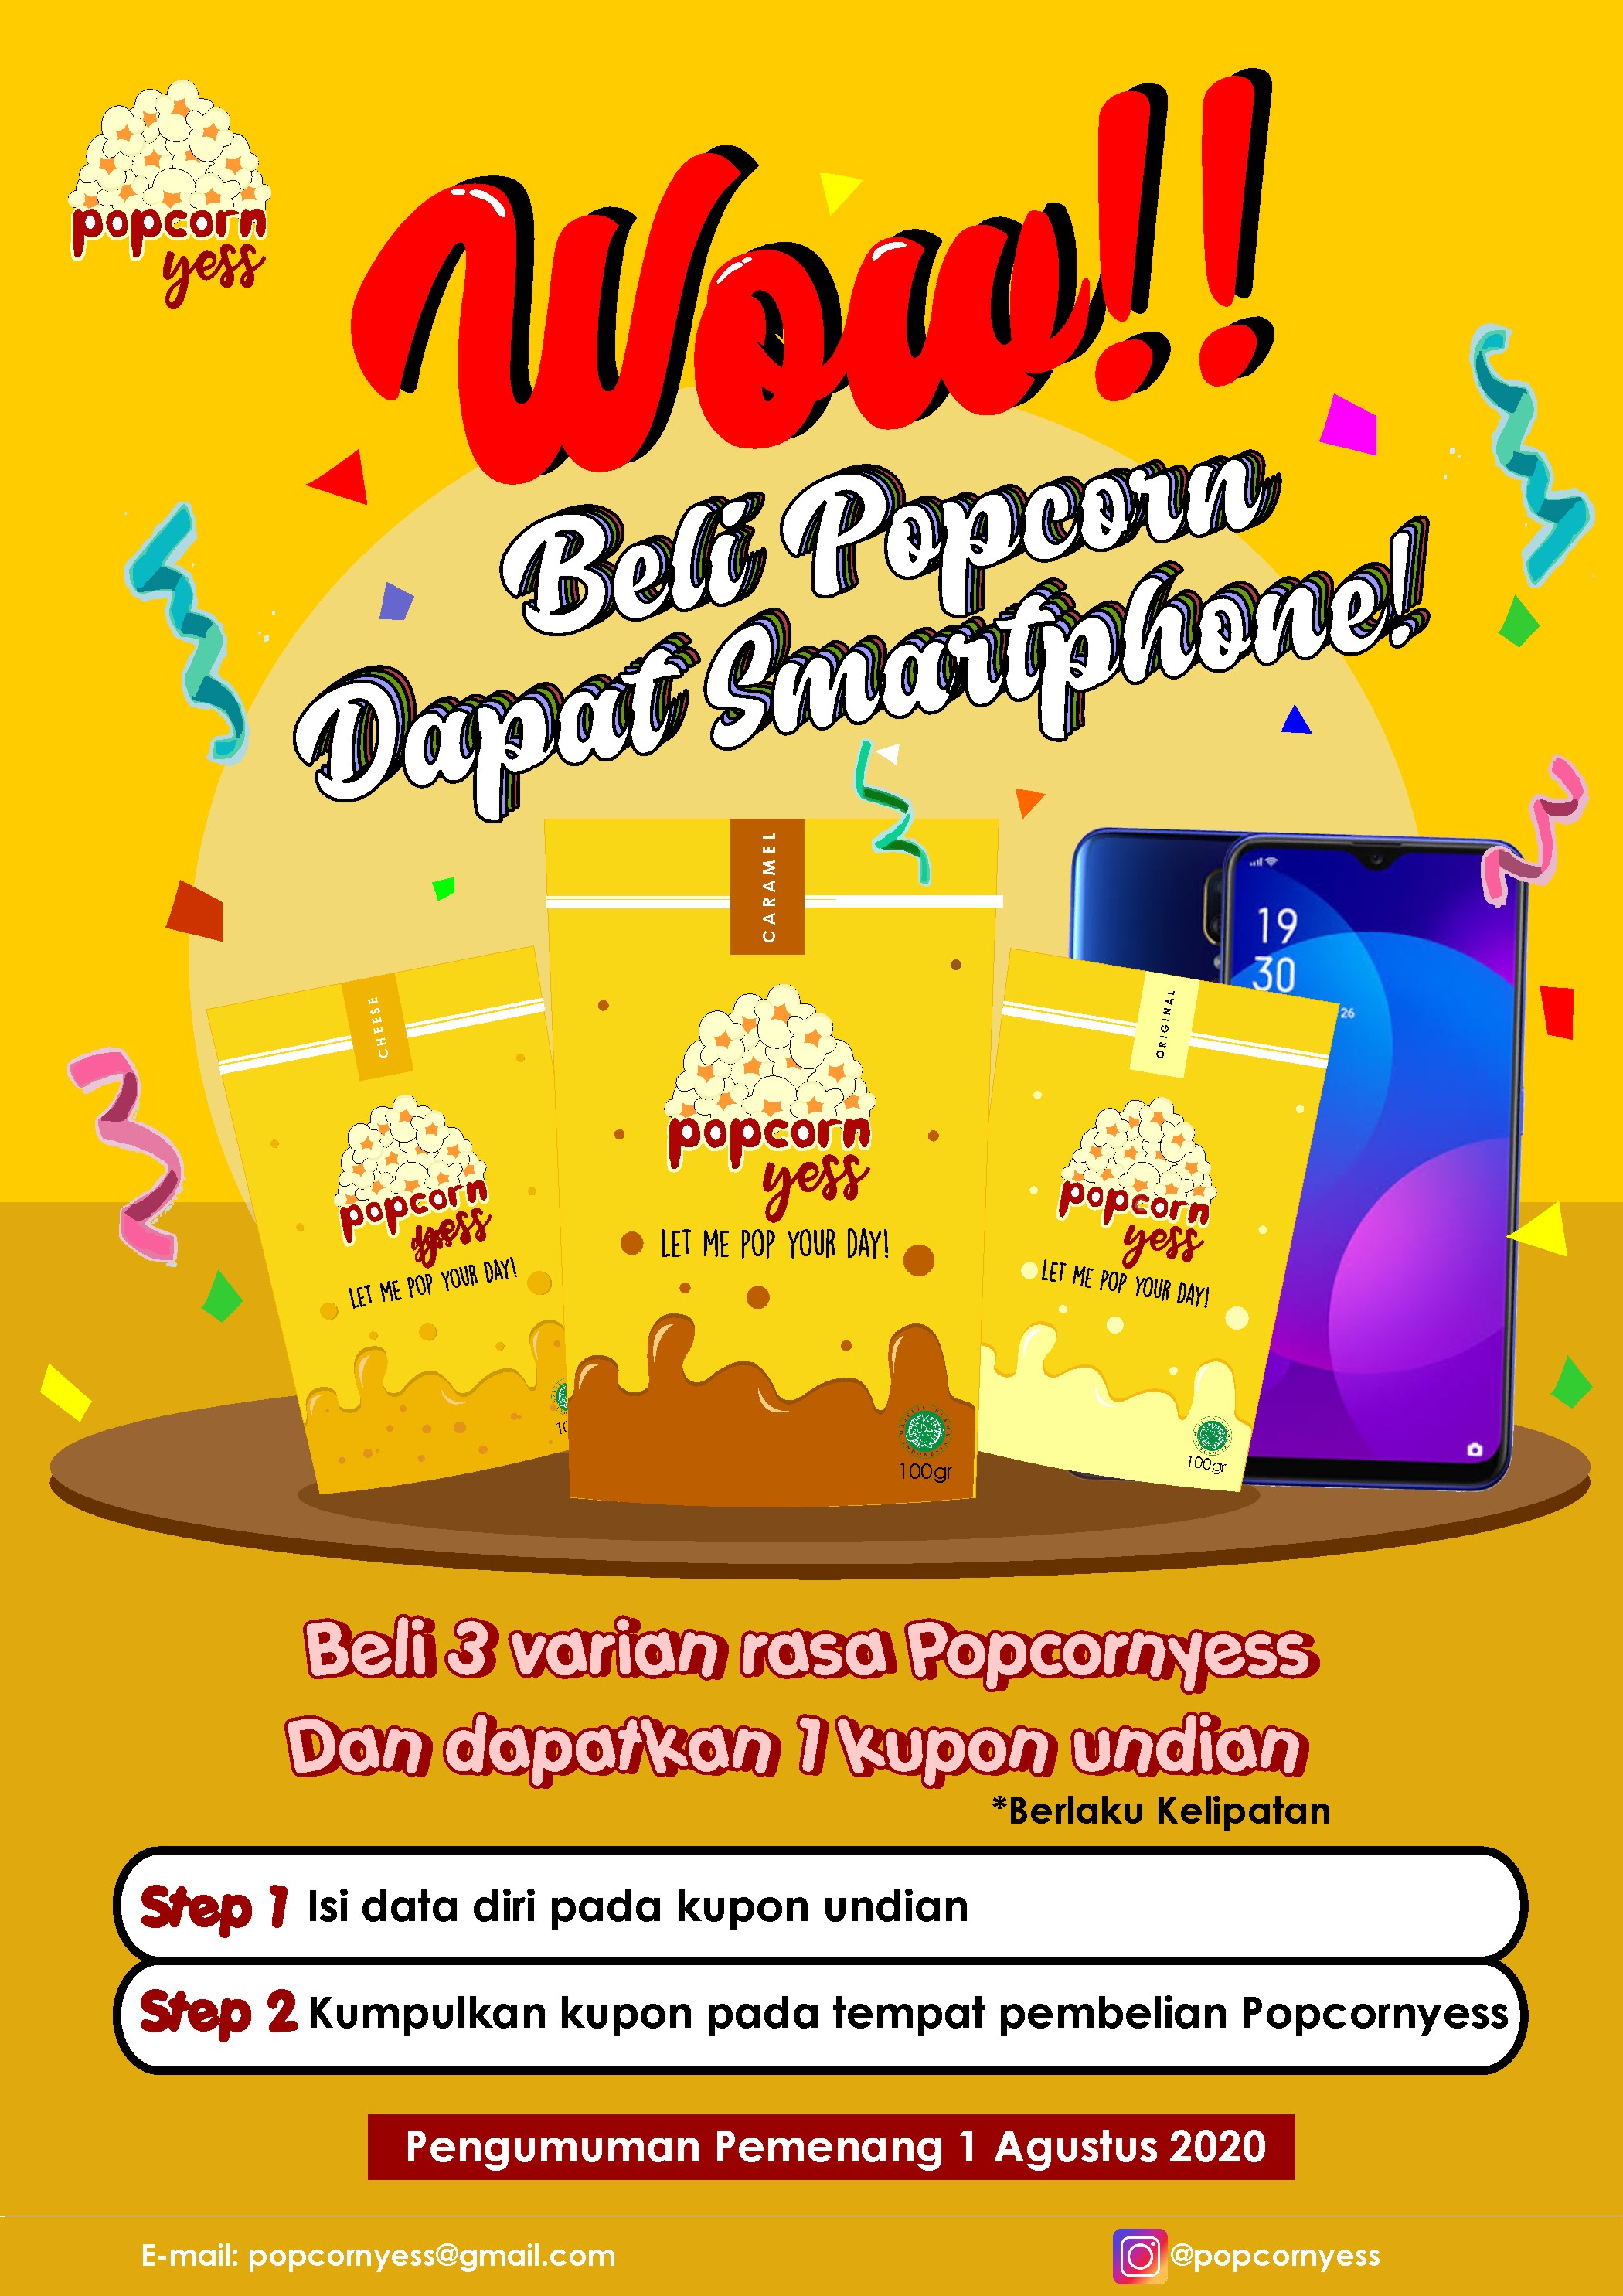 popcorn
yess
Wow!!
Beli Popcorn
Dapat Smartphone!
CARAMEL
CHEESE
ORIGINAL
19
30
26
popcorn
yess
LET ME POP YOUR DAY!
popcorn
yess
LET ME POP YOUR DAY!
popcorn
yess
LET ME POP YOUR DAY!
100gr
100gr
Beli 3 varian rasa Popcornyess
Dan dapatkan 1 kupon undian
*Berlaku Kelipatan
Step 1 Isi data diri pada kupon undian
Step 2 Kumpulkan kupon pada tempat pembelian Popcornyess
Pengumuman Pemenang 1 Agustus 2020
E-mail: popcornyess@gmail.com
@popcornyess